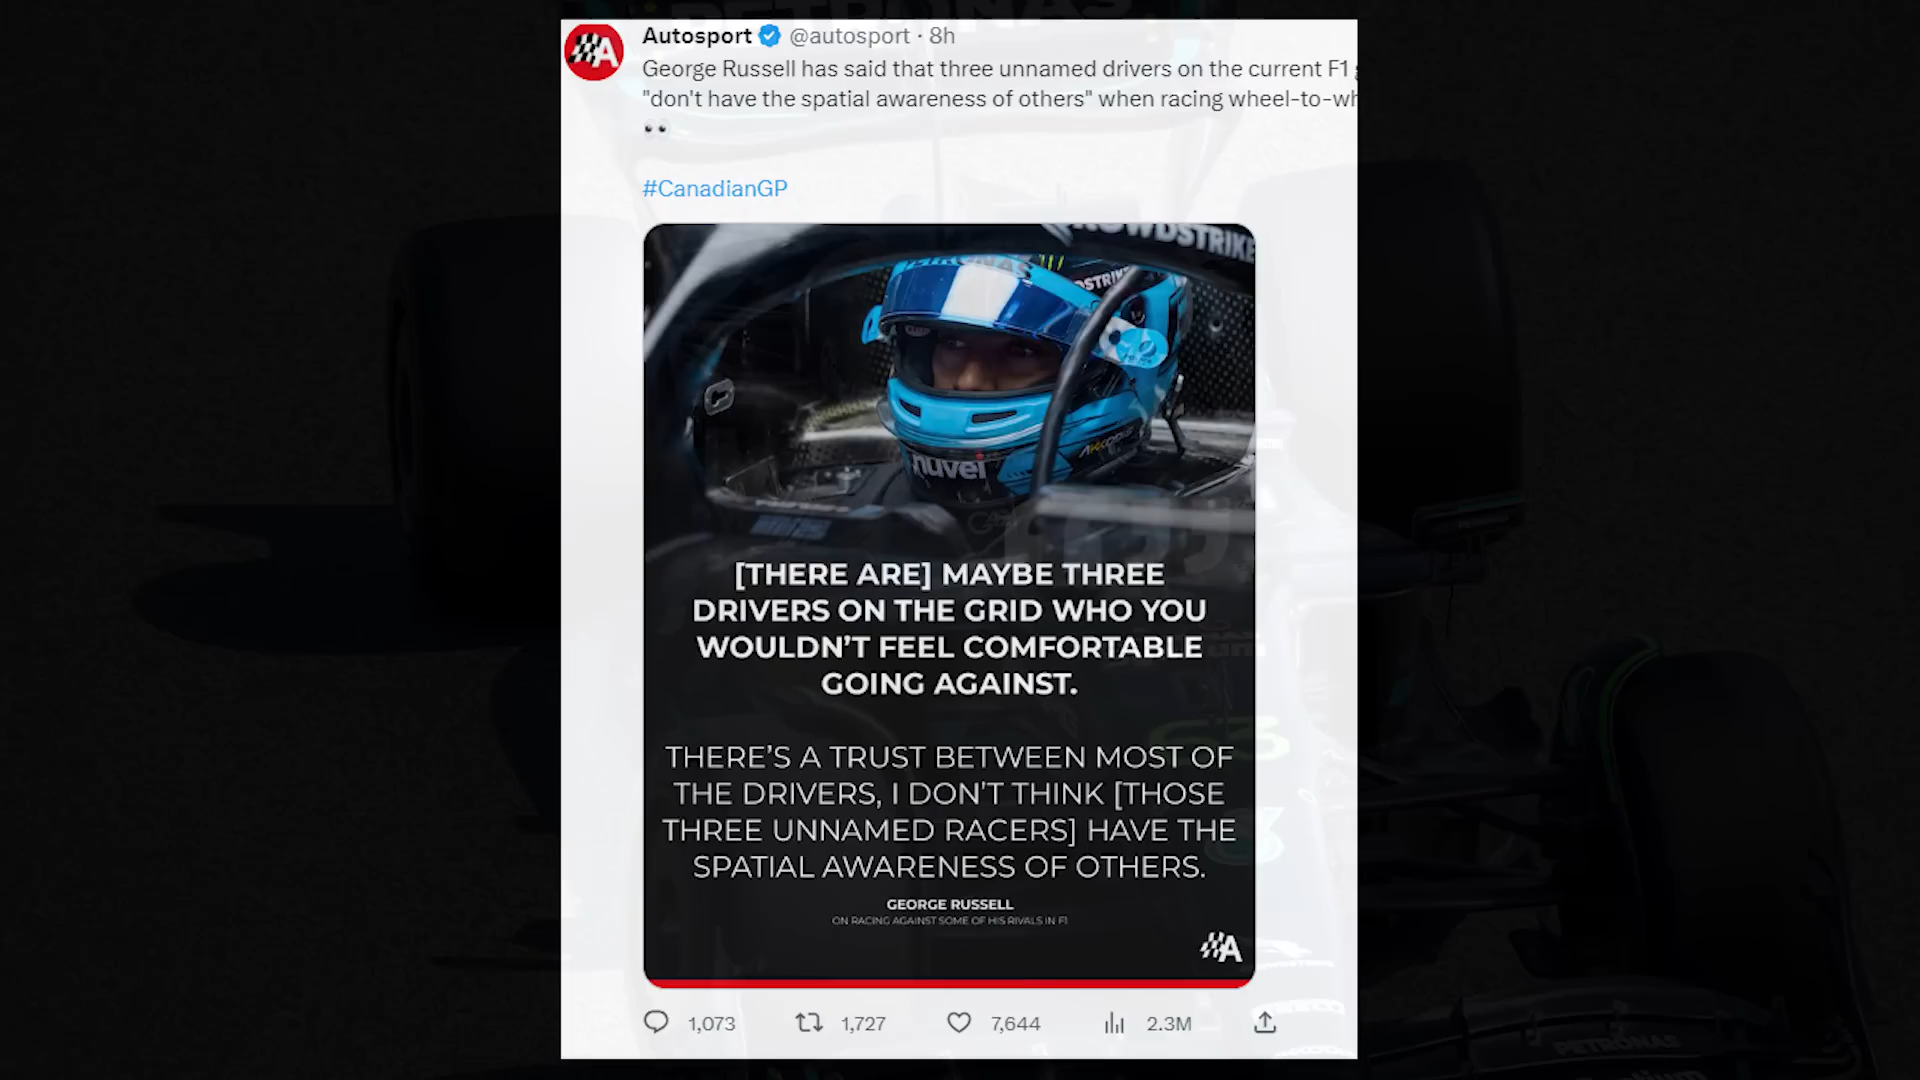 Autosport @autosport · 8h
George Russell has said that three unnamed drivers on the current F1
"don't have the spatial awareness of others" when racing wheel-to-wh
#CanadianGP
PETRONAS
nuvei
[THERE ARE] MAYBE THREE
DRIVERS ON THE GRID WHO YOU
WOULDN'T FEEL COMFORTABLE
GOING AGAINST.
THERE'S A TRUST BETWEEN MOST OF
THE DRIVERS, I DON'T THINK [THOSE
THREE UNNAMED RACERS] HAVE THE
SPATIAL AWARENESS OF OTHERS.
GEORGE RUSSELL
ON RACING AGAINST SOME OF HIS RIVALS IN F1
A
1,073 1,727 7,644 2.3M
PETRONAS